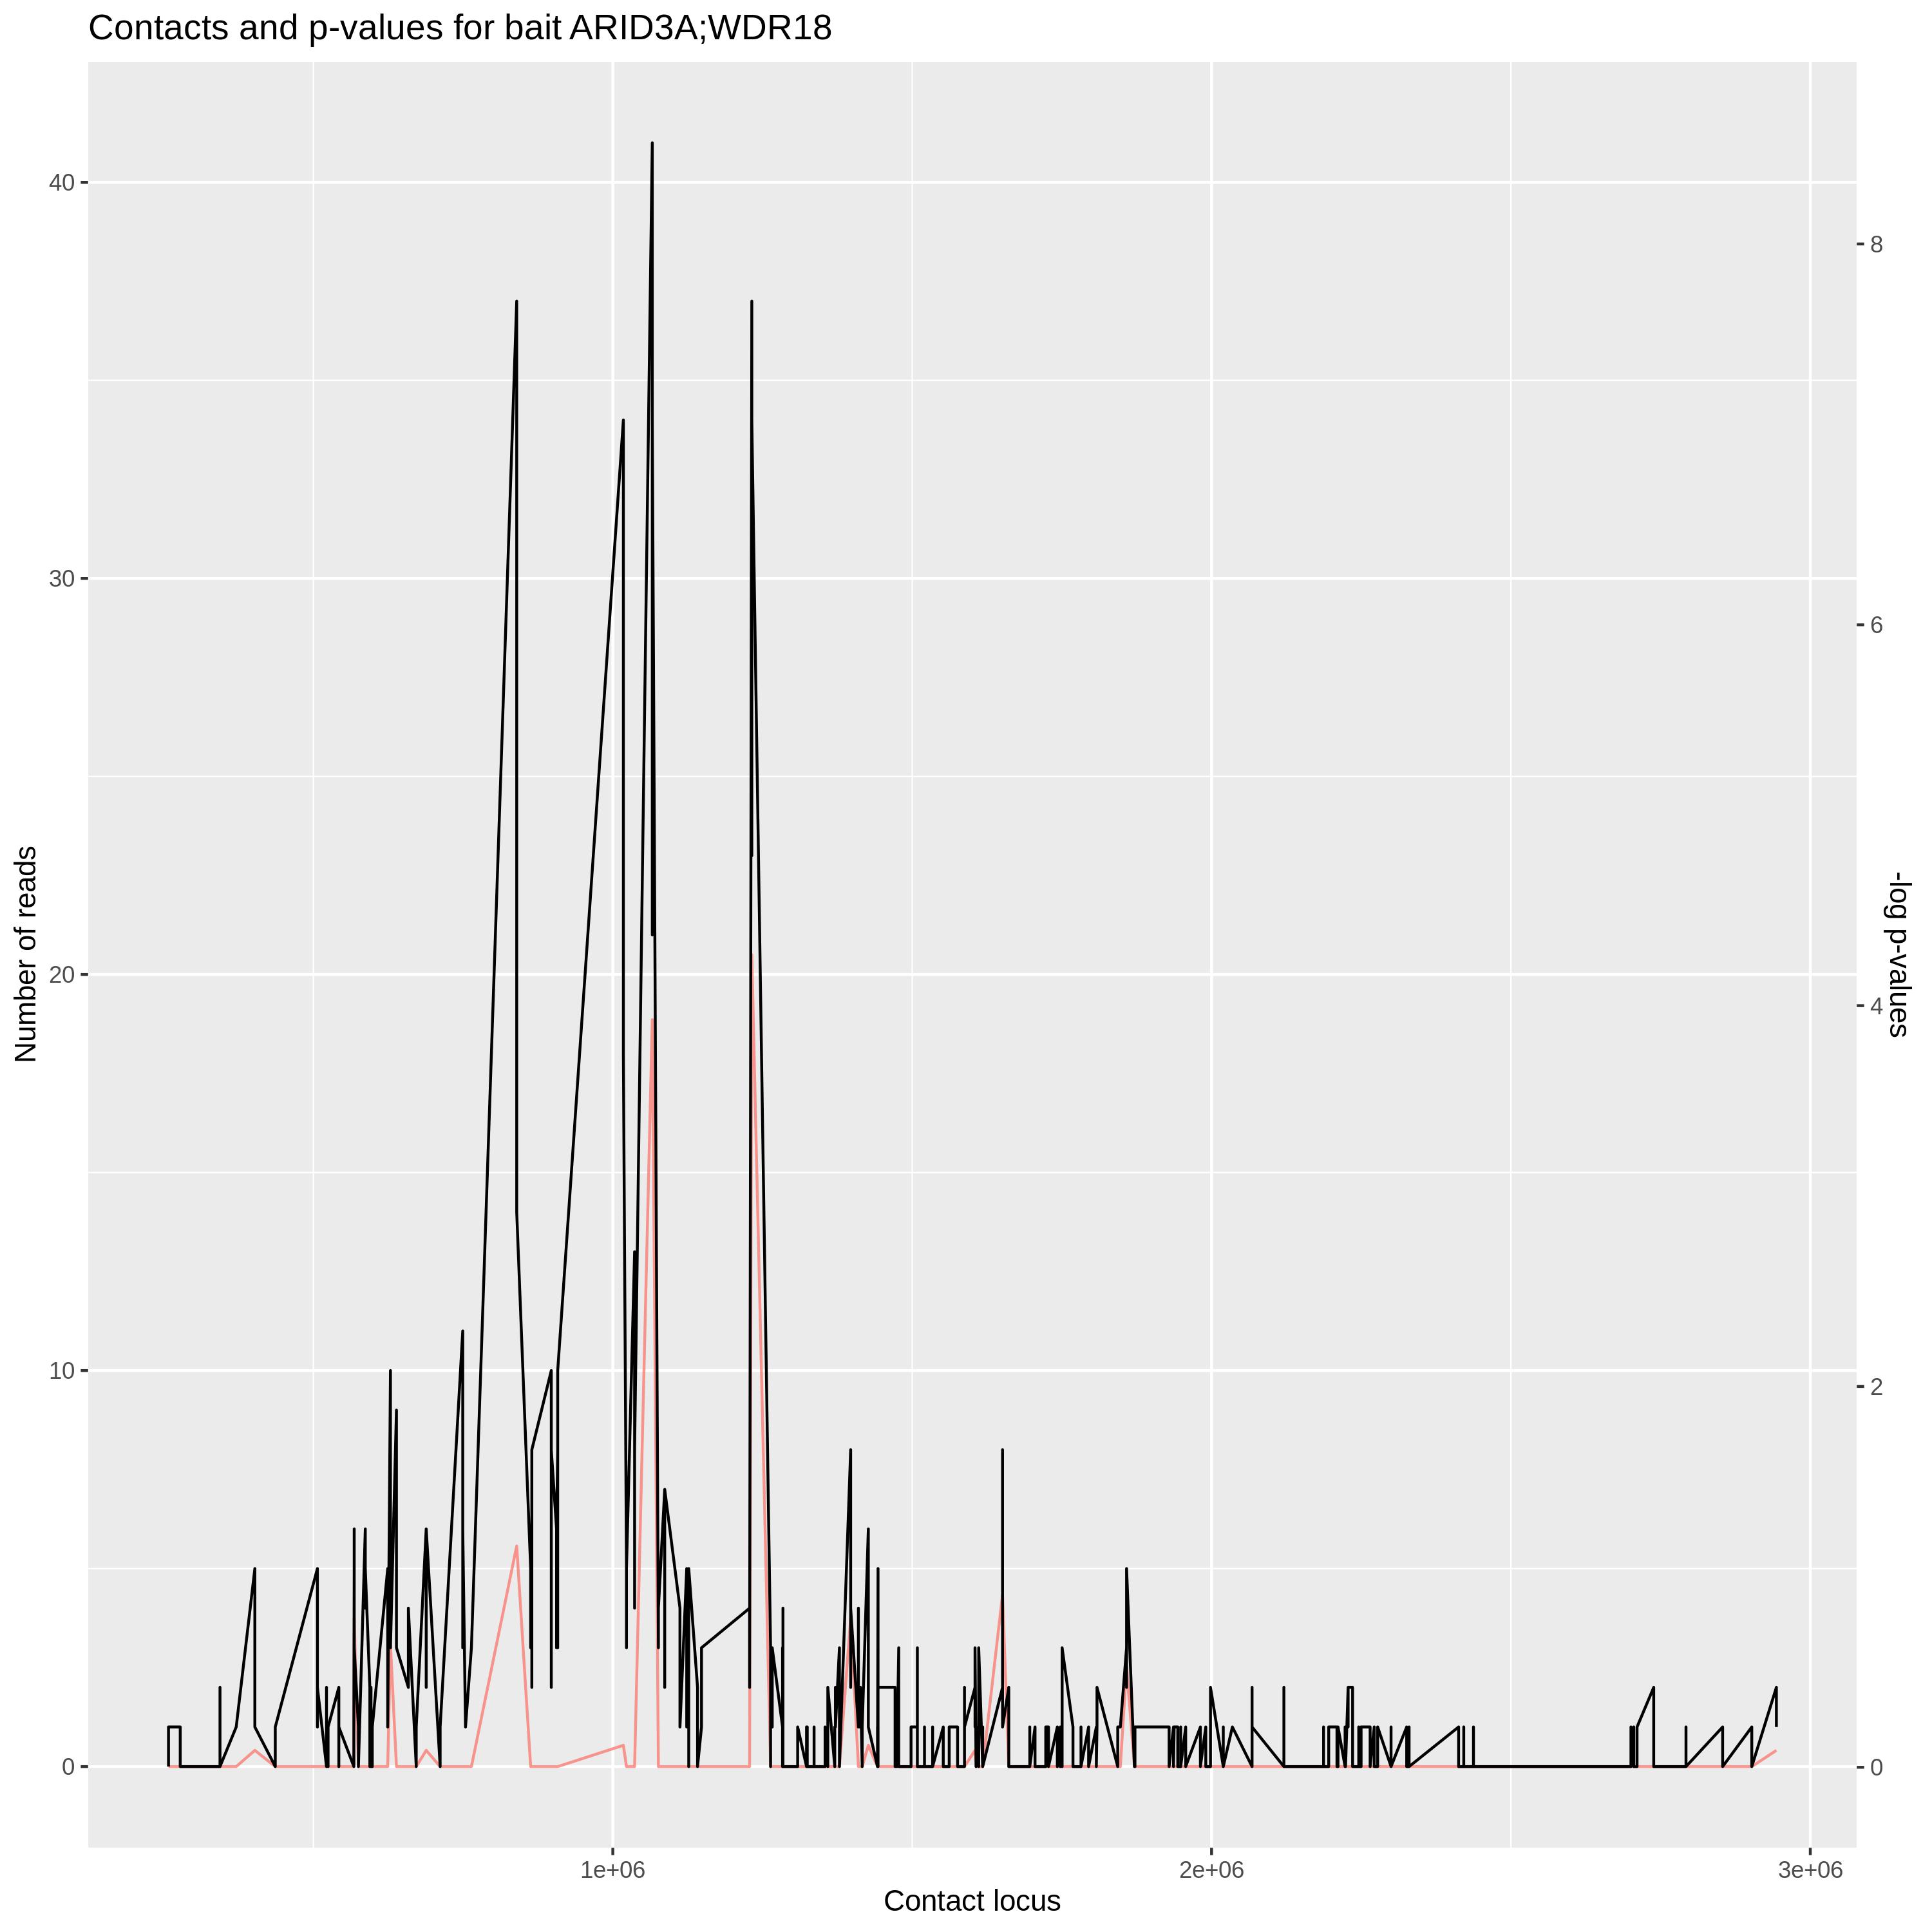 Contacts and p-values for bait ARID3A;WDR18
Number of reads
40
30
20
10
0
8
6
4
2
0
-log p-values
1e+06
2e+06
3e+06
Contact locus